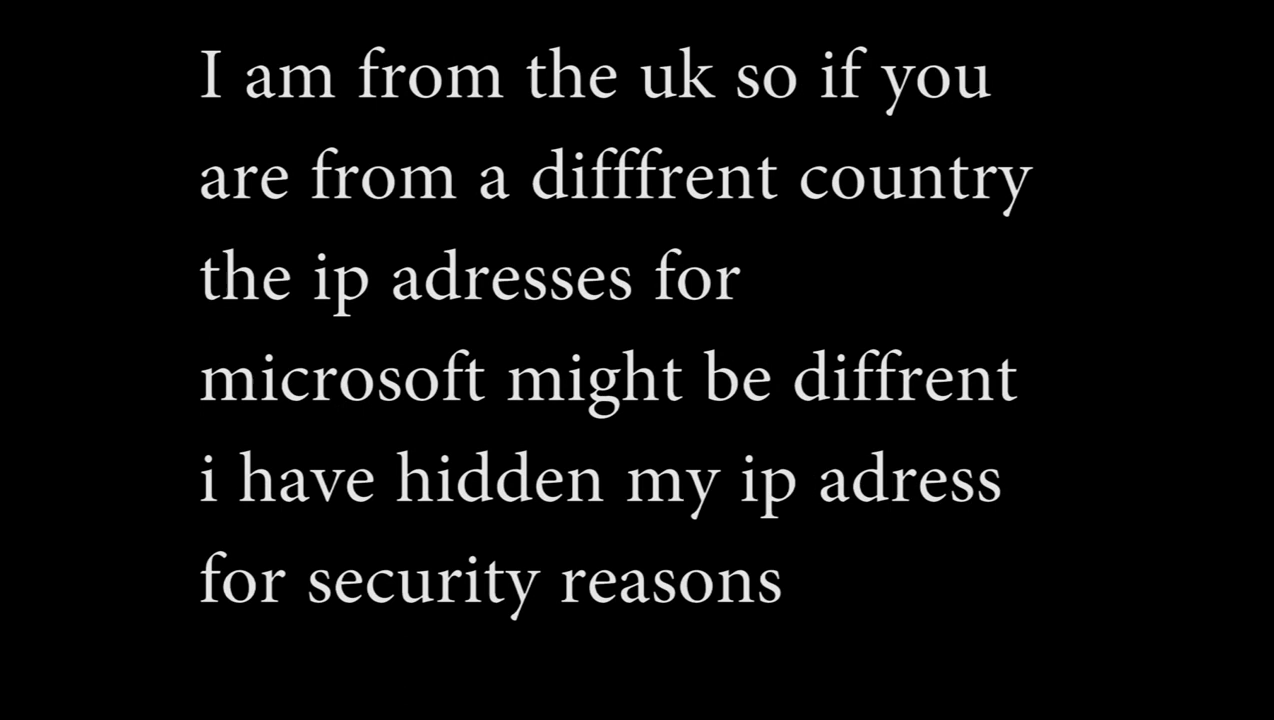 I am from the uk so if you
are from a difffrent country
the ip adresses for
microsoft might be diffrent
i have hidden my ip adress
for security reasons